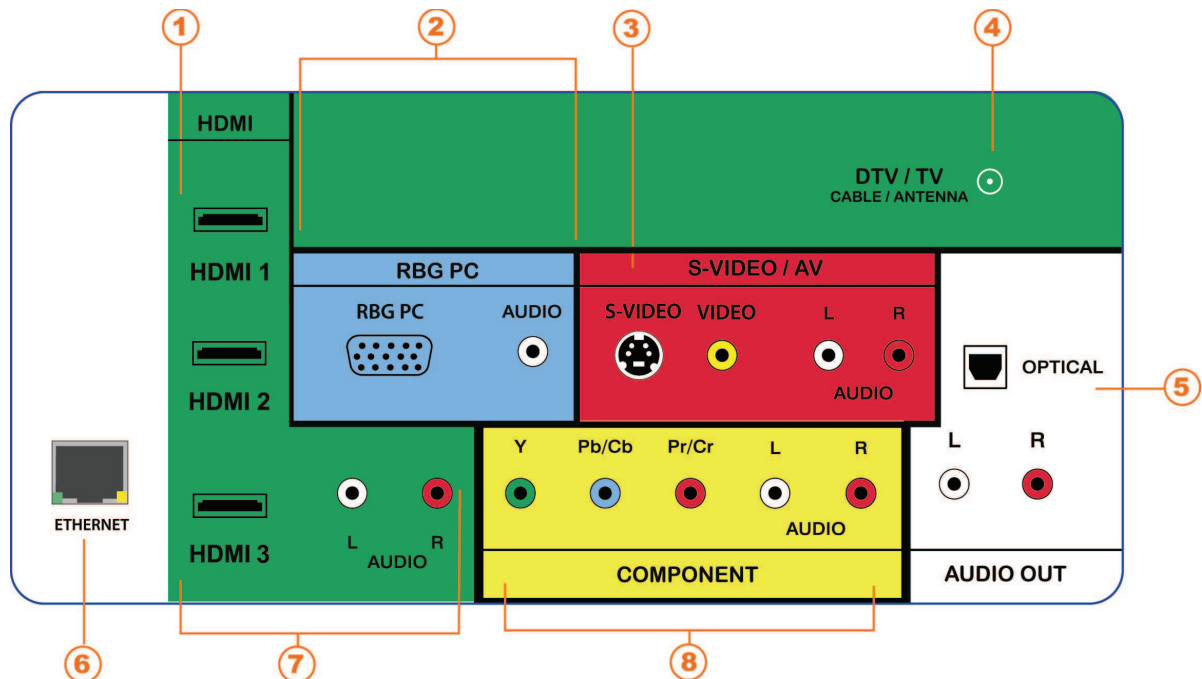 1
2
3
4
HDMI
DTV / TV
CABLE / ANTENNA
HDMI 1
RBG PC
S-VIDEO / AV
RBG PC
AUDIO
S-VIDEO
VIDEO
L
R
AUDIO
OPTICAL
5
HDMI 2
Y
Pb/Cb
Pr/Cr
L
R
AUDIO
L
R
ETHERNET
HDMI 3
L
R
AUDIO
COMPONENT
AUDIO OUT
6
7
8